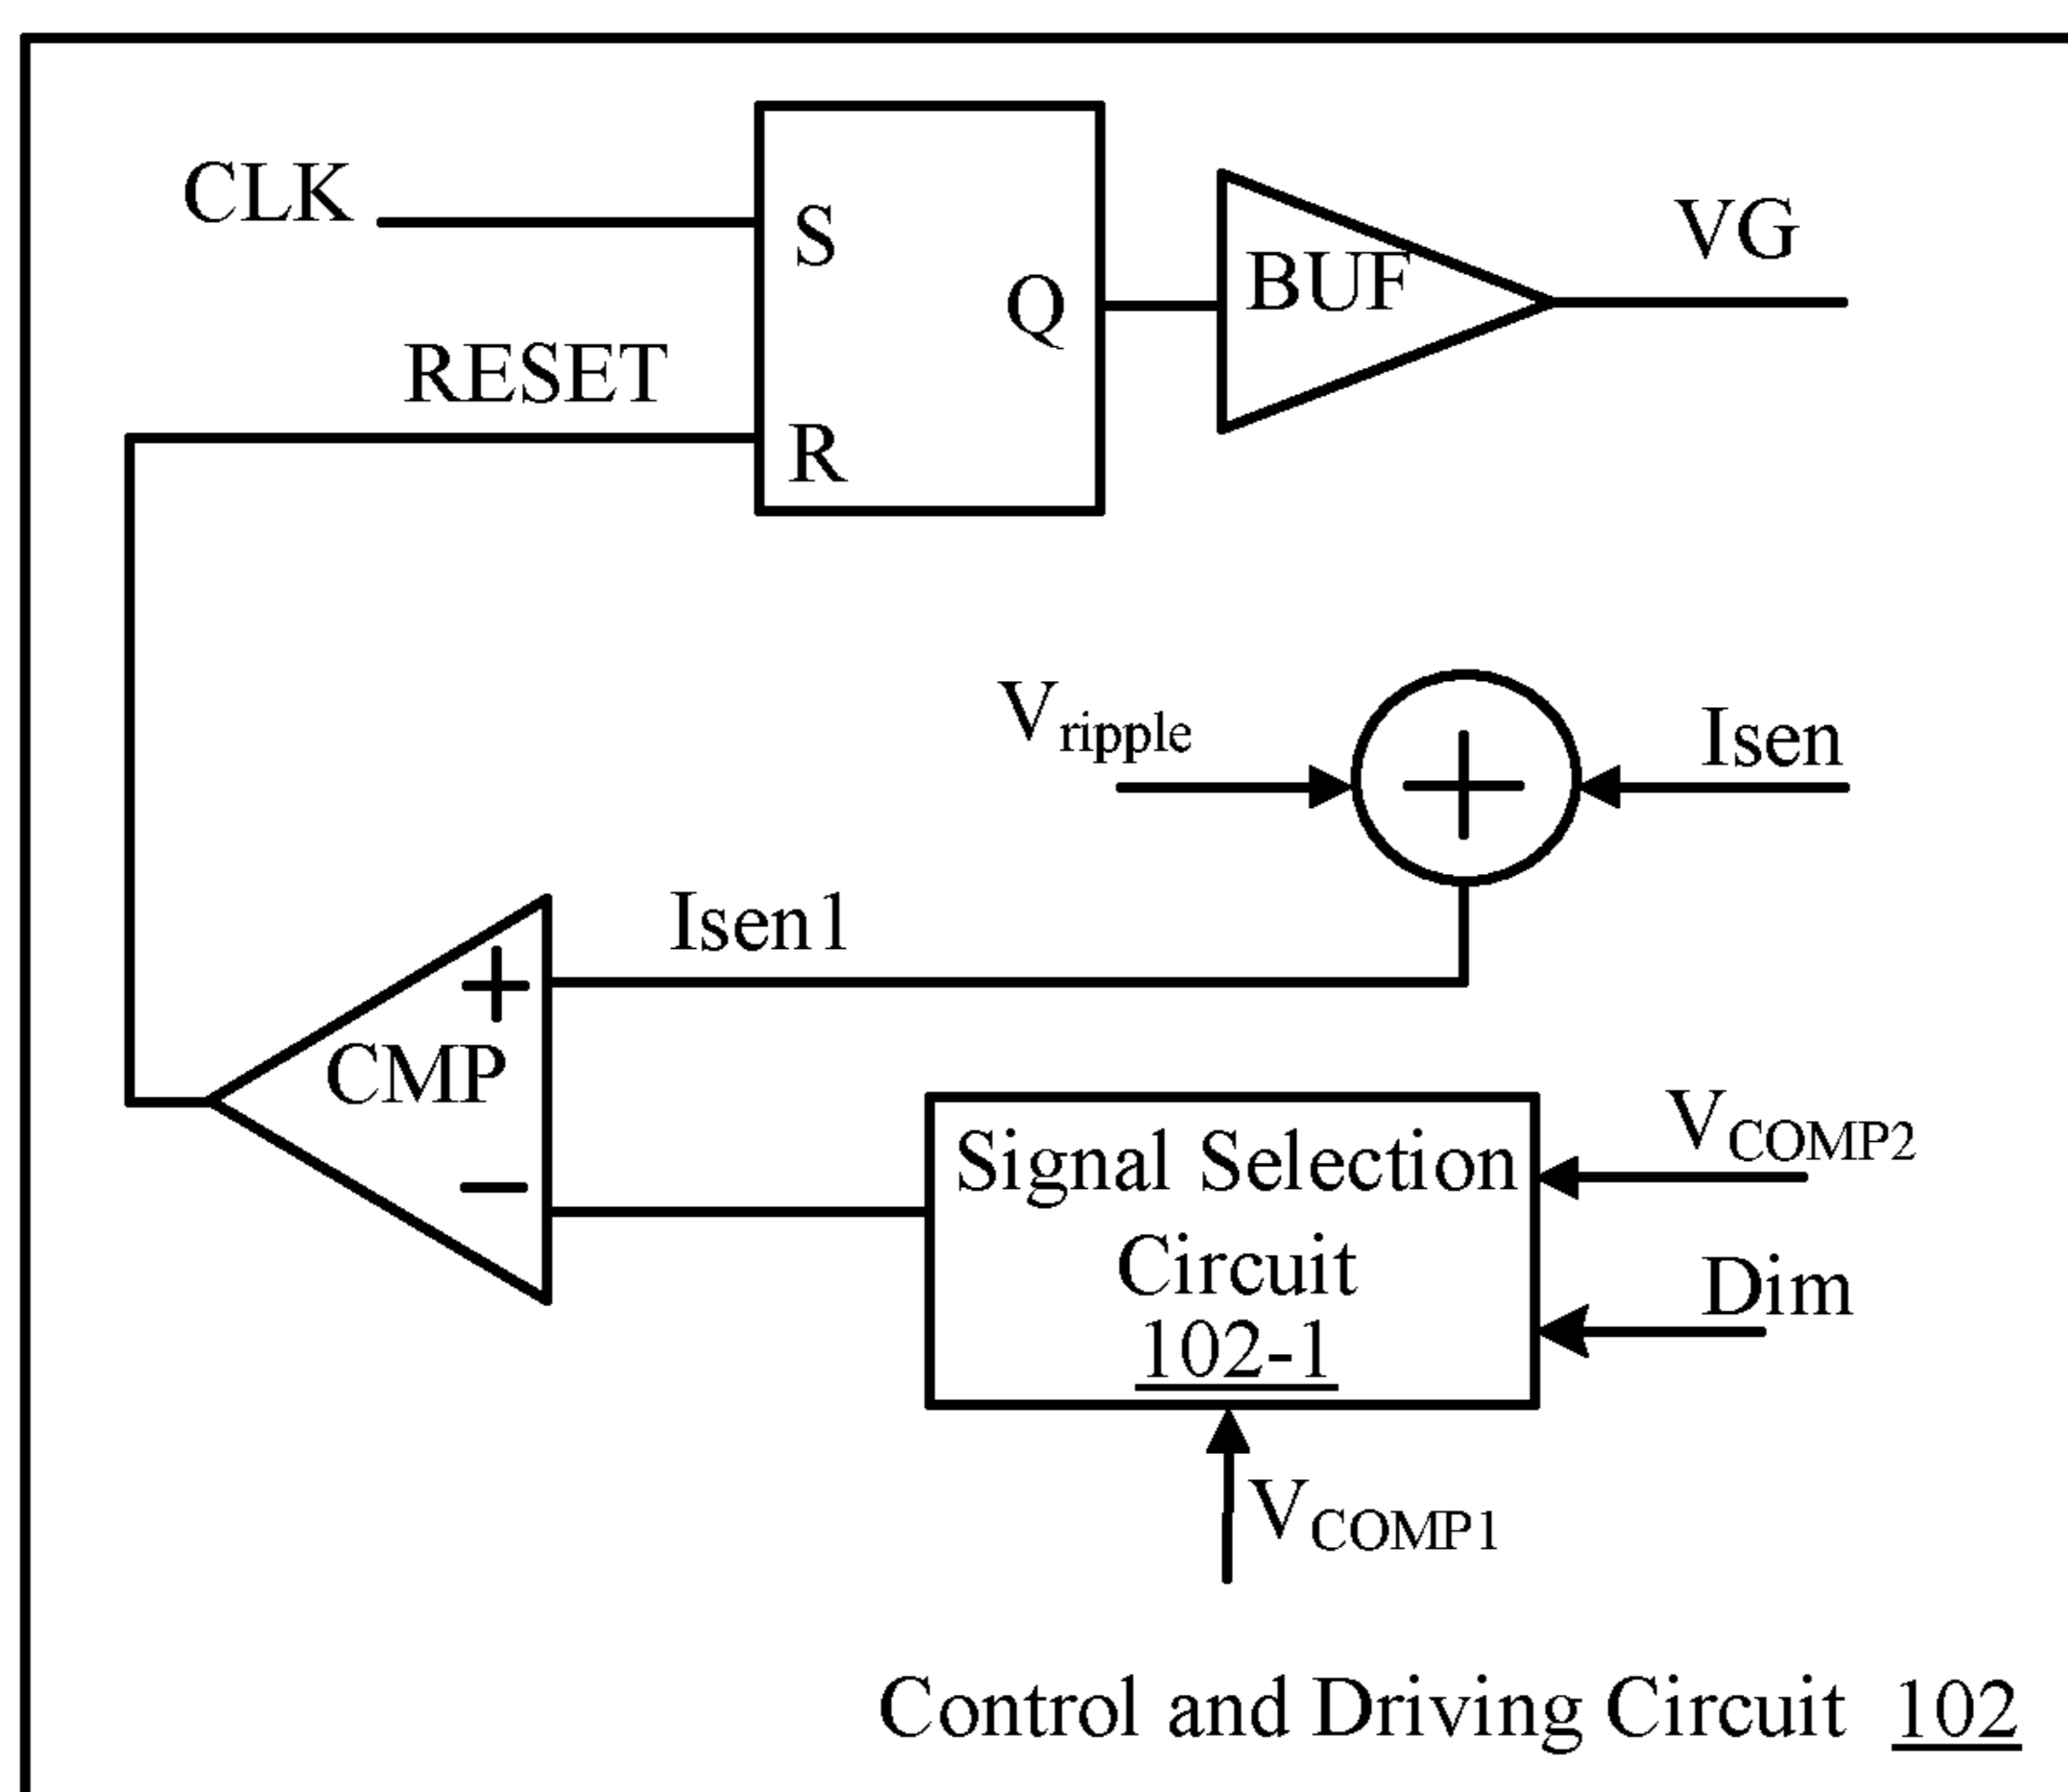 CLK
S
Q
BUF
VG
RESET
R
Vripple
+
Isen
Isen1
+
CMP
−
Signal Selection
Circuit
102-1
VCOMP2
Dim
VCOMP1
Control and Driving Circuit 102